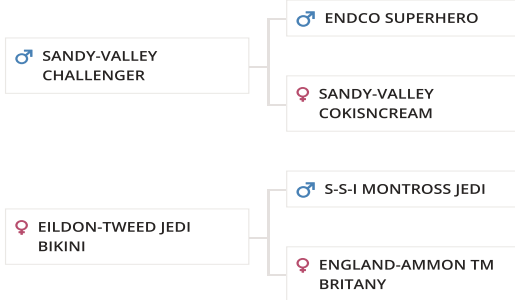 ENDCO SUPERHERO
SANDY-VALLEY
CHALLENGER
SANDY-VALLEY
COKISNCREAM
S-S-I MONTROSS JEDI
EILDON-TWEED JEDI
BIKINI
ENGLAND-AMMON TM
BRITANY